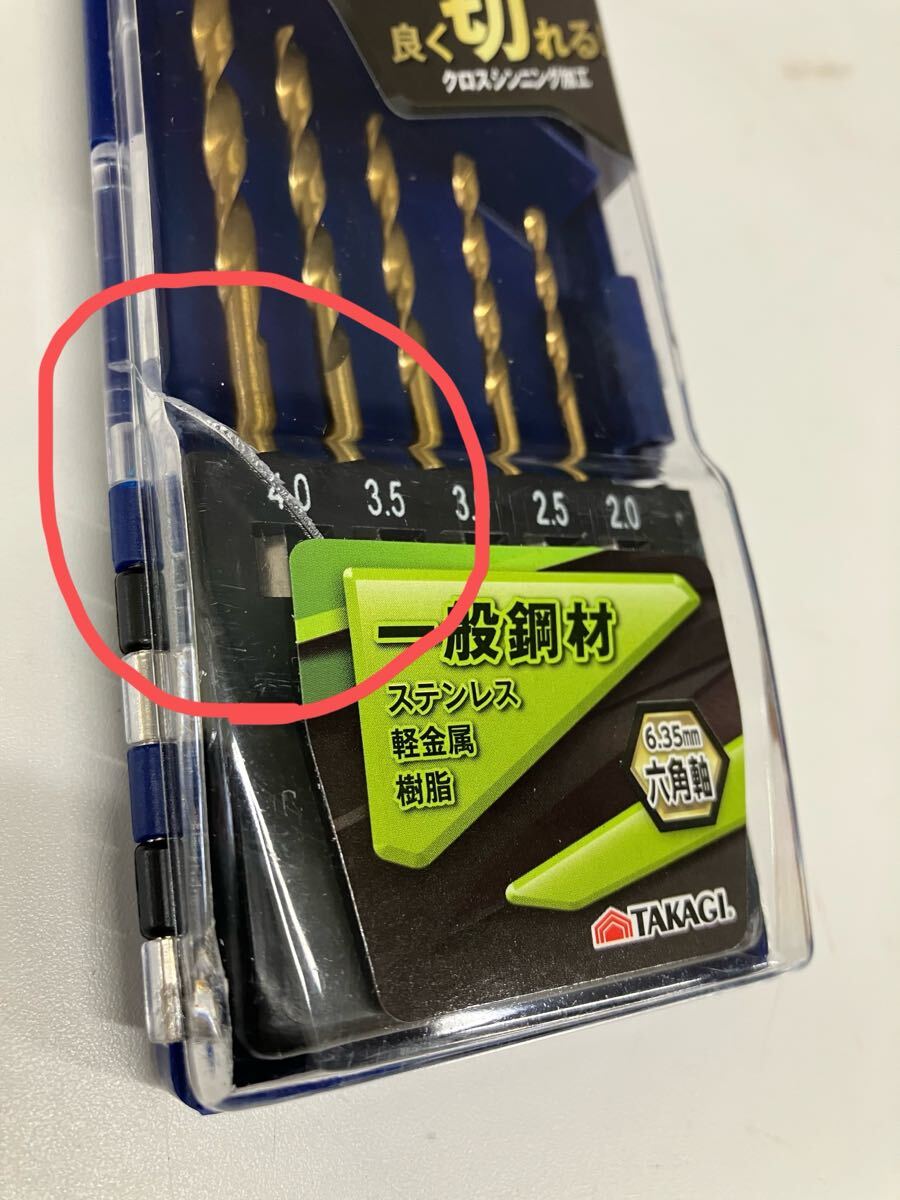 良く切れる
クロスシンニング加工
4.0 3.5 3. 2.5 2.0
一般鋼材
ステンレス
軽金属
樹脂
6.35mm
六角軸
TAKAGI